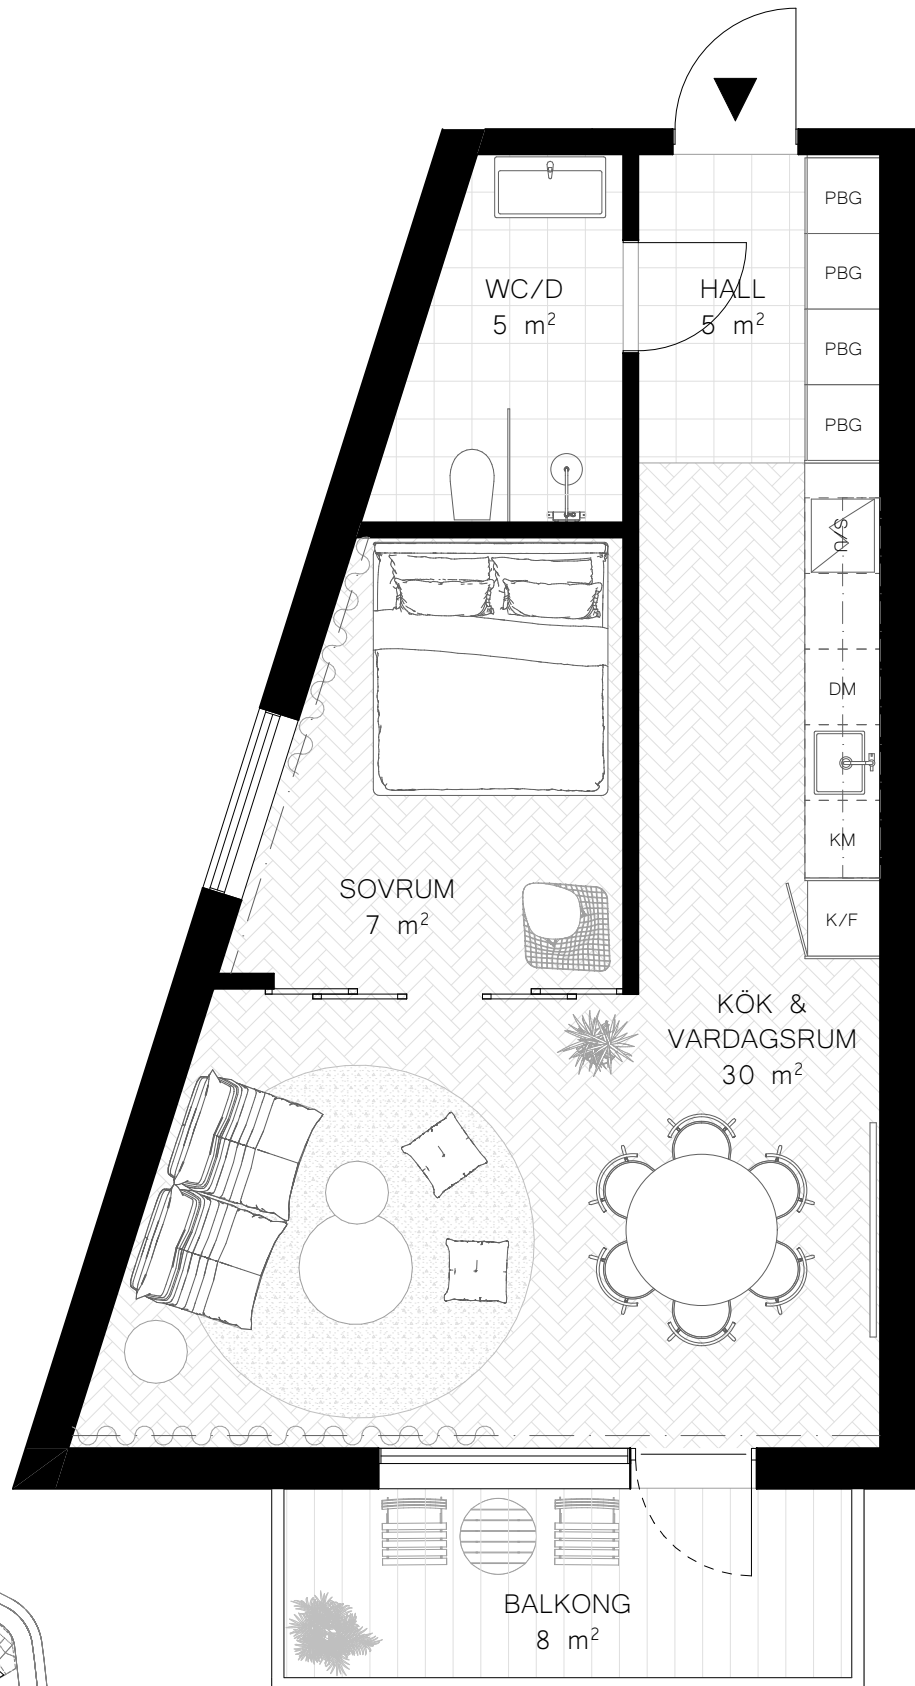 PBG
PBG
WC/D
5 m²
HALL
5 m²
PBG
PBG
U/S
DM
KM
SOVRUM
7 m²
K/F
KÖK &
VARDAGSRUM
30 m²
BALKONG
8 m²